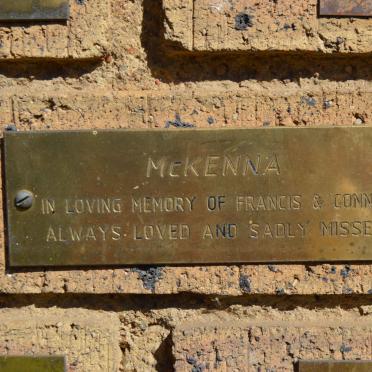 McKENNA
IN LOVING MEMORY OF FRANCIS & CONN
ALWAYS LOVED AND SADLY MISSE